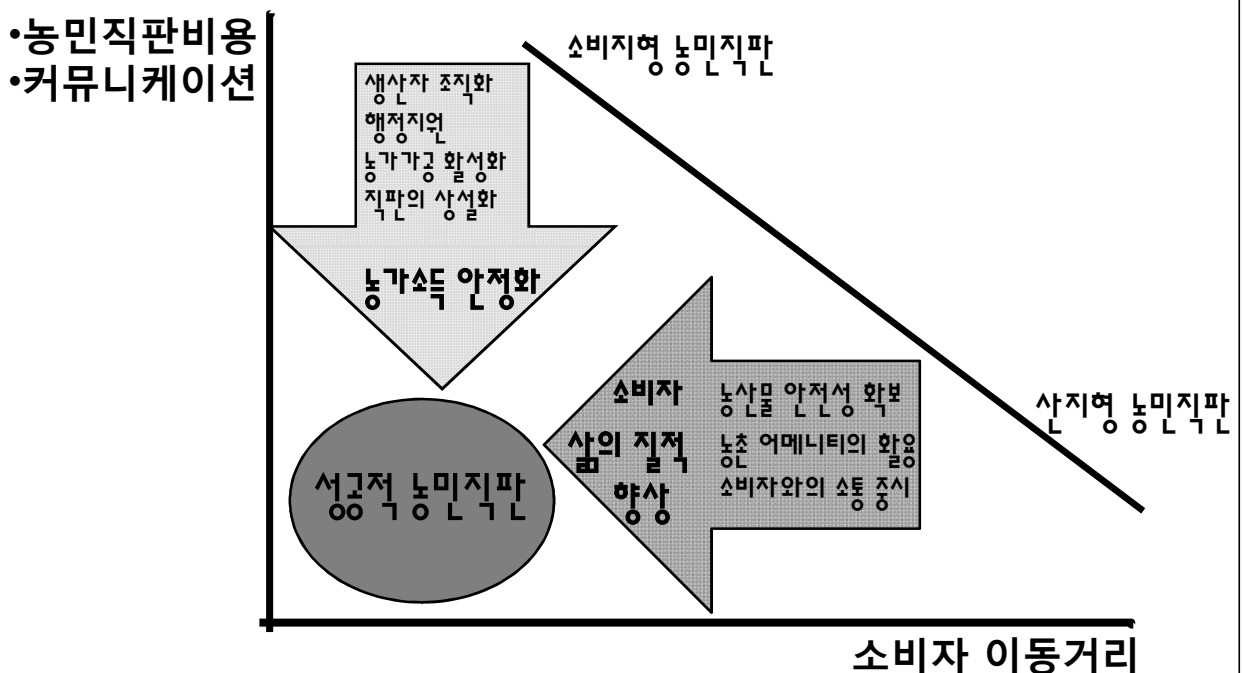 •농민직판비용
•커뮤니케이션
소비지형 농민직판
생산자 조직화
행정지원
농가가공 활성화
직판의 상설화
농가소득 안정화
소비자
삶의 질적
향상
농산물 안전성 확보
농촌 어메니티의 활용
소비자와의 소통 중시
산지형 농민직판
성공적 농민직판
소비자 이동거리